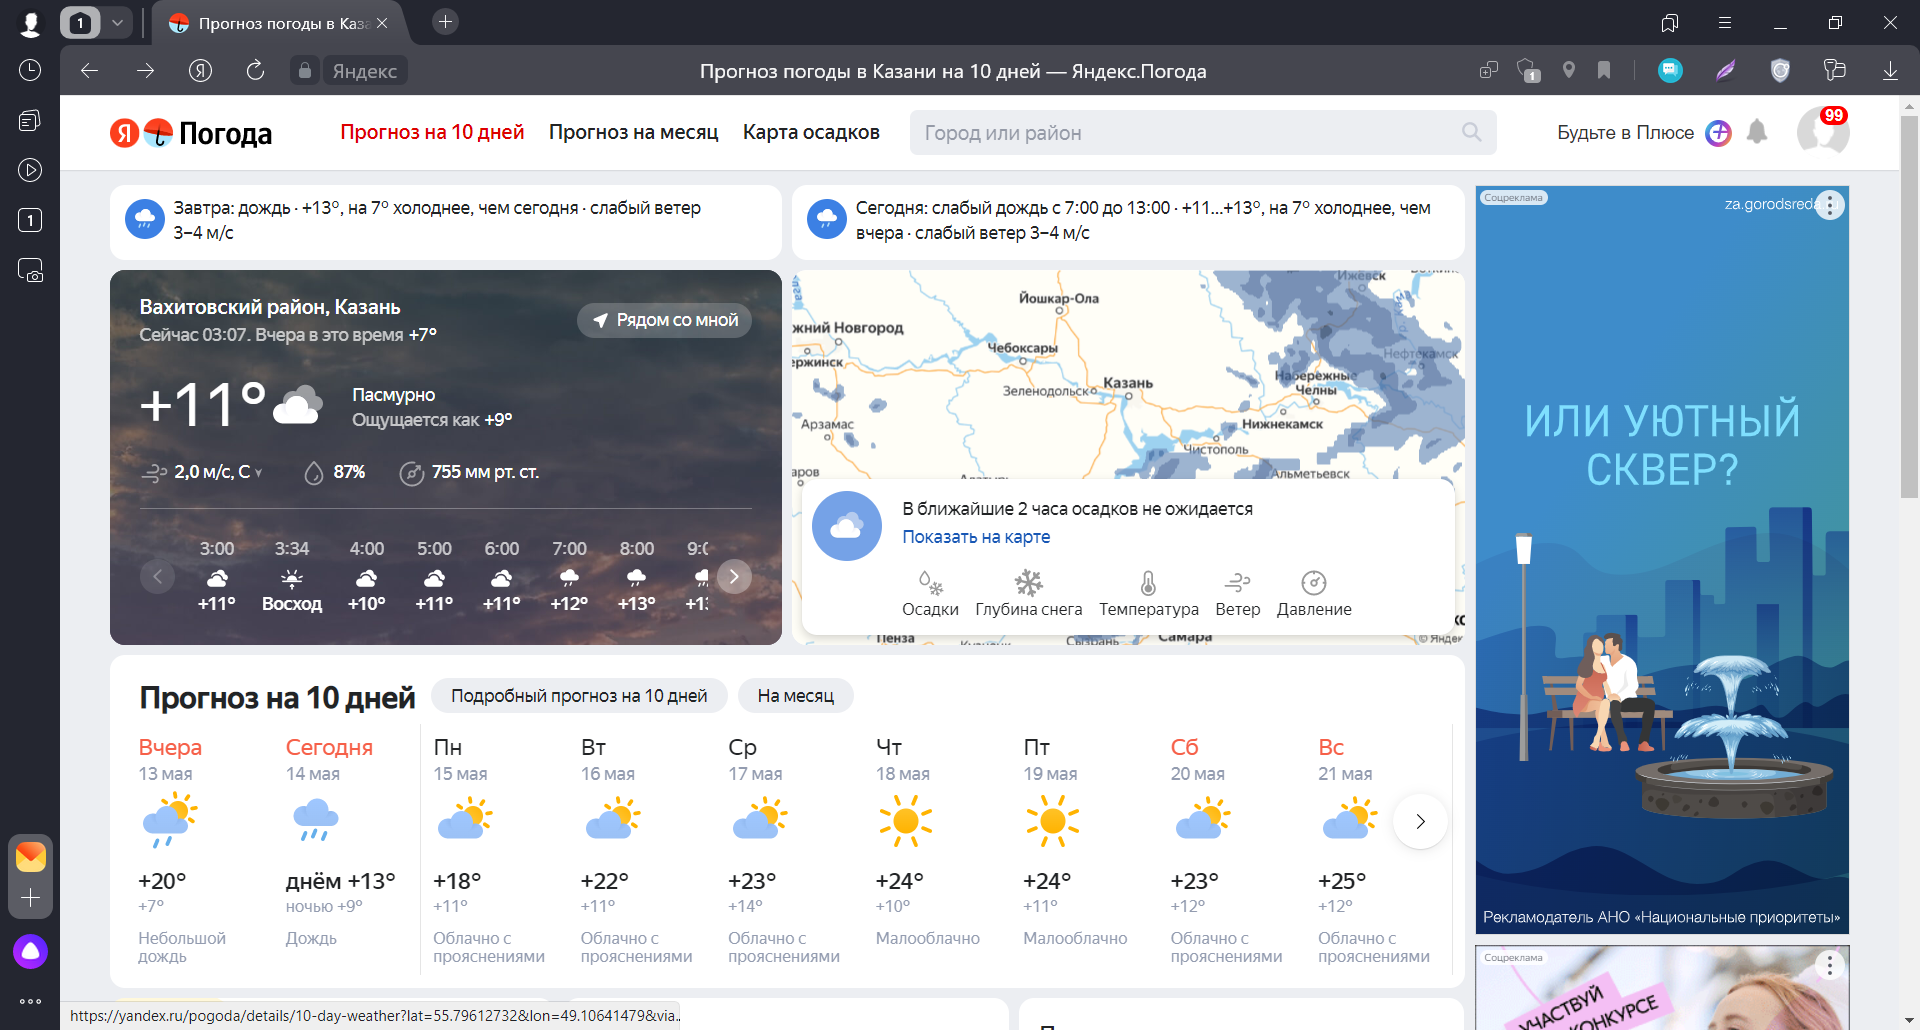 1
Прогноз погоды в Каза
Яндекс
Прогноз погоды в Казани на 10 дней — Яндекс.Погода
1
1
Я Погода
Прогноз на 10 дней
Прогноз на месяц
Карта осадков
Город или район
Будьте в Плюсе
99
Завтра: дождь · +13°, на 7° холоднее, чем сегодня · слабый ветер
3–4 м/с
Сегодня: слабый дождь с 7:00 до 13:00 · +11...+13°, на 7° холоднее, чем
вчера · слабый ветер 3–4 м/с
Вахитовский район, Казань
Сейчас 03:07. Вчера в это время +7°
Рядом со мной
+11°
Пасмурно
Ощущается как +9°
2,0 м/с, С
87%
755 мм рт. ст.
3:00 3:34 4:00 5:00 6:00 7:00 8:00
+11° Восход +10° +11° +11° +12° +13°
Ижевск
Йошкар-Ола
жний Новгород
Чебоксары
ержинск
Нефтекамск
Зеленодольск
Казань
Набережные
Челны
Арзамас
Нижнекамск
Чистополь
Альметьевск
аров
Пенза
Сызрань
Самара
© Яндек
В ближайшие 2 часа осадков не ожидается
Показать на карте
Осадки Глубина снега Температура Ветер Давление
Прогноз на 10 дней
Подробный прогноз на 10 дней
На месяц
Вчера Сегодня Пн Вт Ср Чт Пт Сб Вс
13 мая 14 мая 15 мая 16 мая 17 мая 18 мая 19 мая 20 мая 21 мая
+20° днём +13° +18° +22° +23° +24° +24° +23° +25°
+7° ночью +9° +11° +11° +14° +10° +11° +12° +12°
Небольшой Дождь Облачно с Облачно с Облачно с Малооблачно Малооблачно Облачно с Облачно с
дождь прояснениями прояснениями прояснениями прояснениями прояснениями
Соцреклама
za.gorodsreda.
ИЛИ УЮТНЫЙ
СКВЕР?
Рекламодатель АНО «Национальные приоритеты»
Соцреклама
УЧАСТВУЙ
КОНКУРСЕ
https://yandex.ru/pogoda/details/10-day-weather?lat=55.79612732&lon=49.10641479&via..